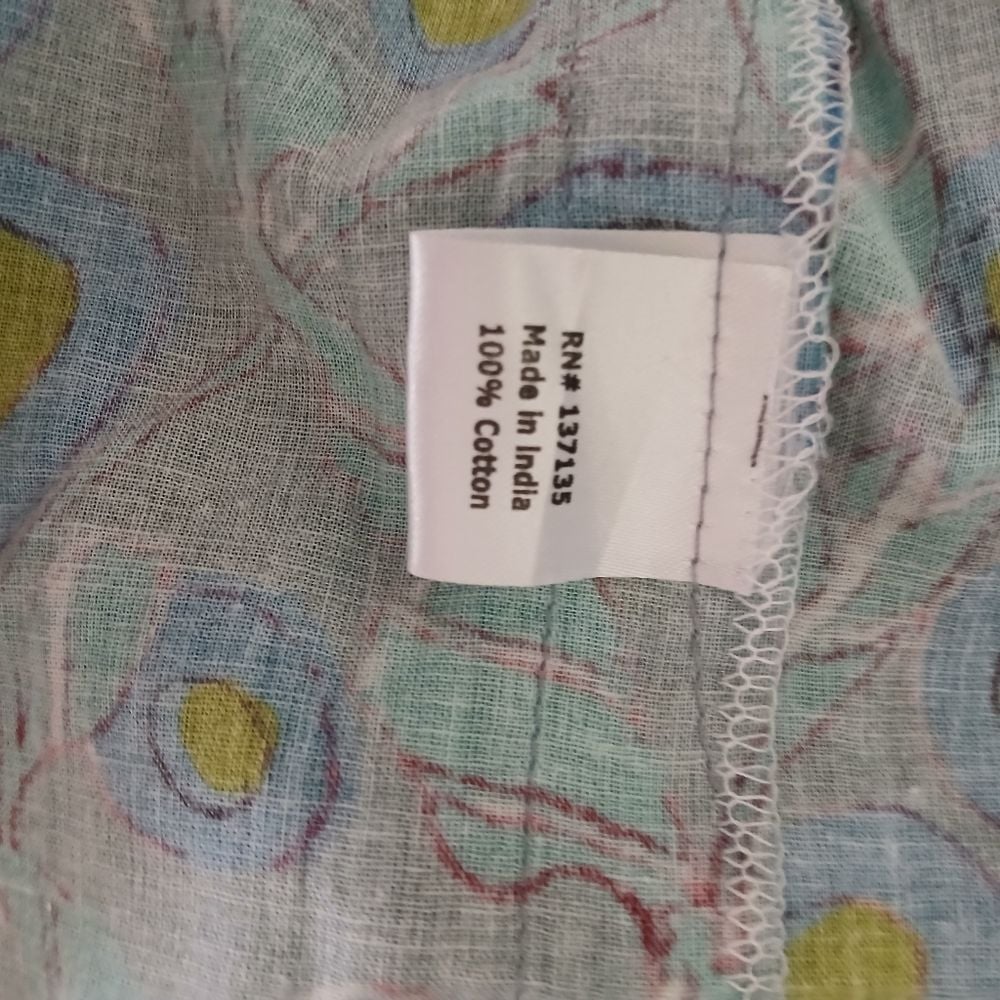 RN# 137135
Made in India
100% Cotton